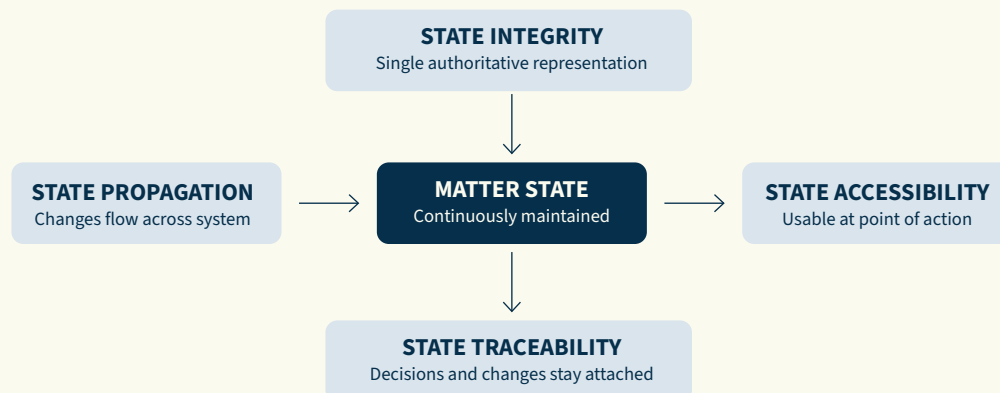 STATE INTEGRITY
Single authoritative representation
STATE PROPAGATION
Changes flow across system
MATTER STATE
Continuously maintained
STATE ACCESSIBILITY
Usable at point of action
STATE TRACEABILITY
Decisions and changes stay attached